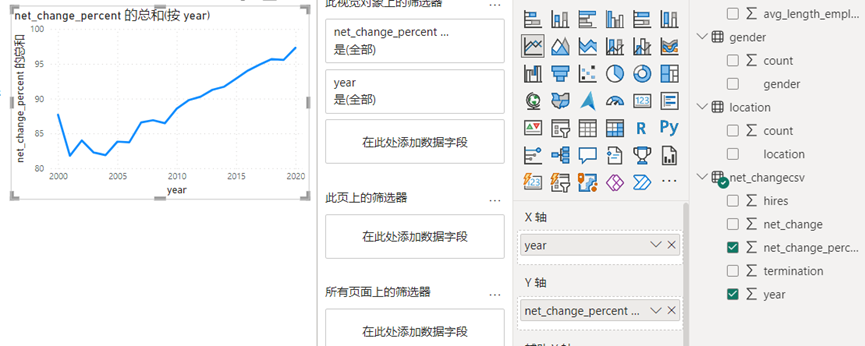 net_change_percent 的总和(按 year)
net_change_percent 的总和
100
95
90
85
80
2000
2005
2010
2015
2020
year
此视觉对象上的筛选器
...
net_change_percent ...
是(全部)
year
是(全部)
在此处添加数据字段
此页上的筛选器
...
在此处添加数据字段
所有页面上的筛选器
...
在此处添加数据字段
123
R
Py
123
...
X 轴
year
Y 轴
net_change_percent ...
avg_length_empl...
gender
count
gender
location
count
location
net_changecsv
hires
net_change
net_change_perc...
termination
year